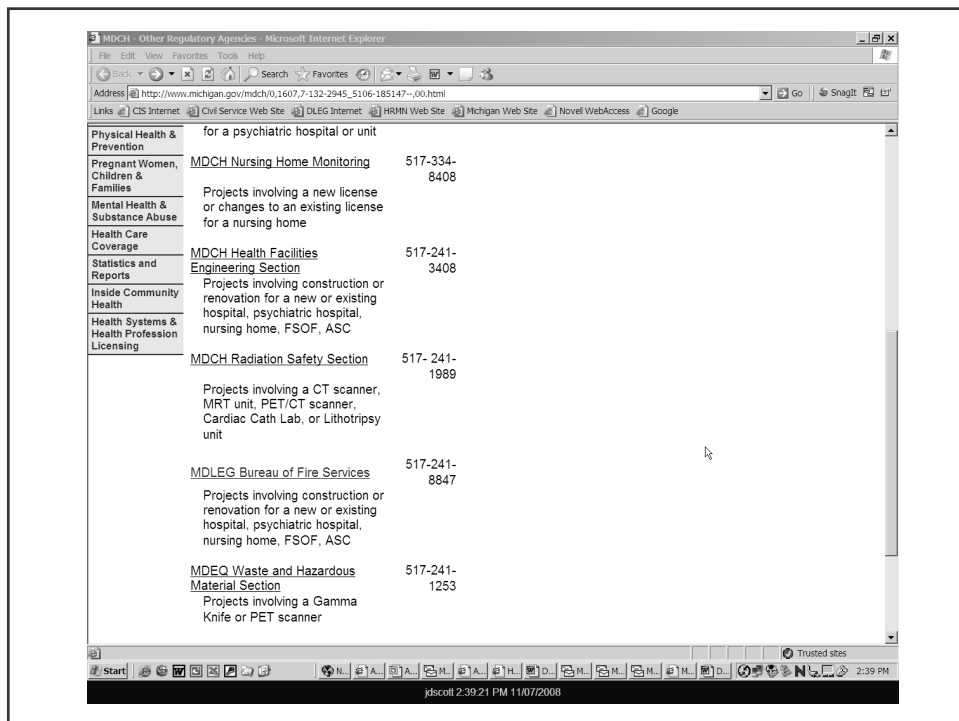 MDCH - Other Regulatory Agencies - Microsoft Internet Explorer
File Edit View Favorites Tools Help
Back Search Favorites
Address http://www.michigan.gov/mdch/0,1607,7-132-2945_5106-185147--,00.html Go SnagIt
Links CIS Internet Civil Service Web Site DLEG Internet HRMN Web Site Michigan Web Site Novell WebAccess Google
Physical Health &
Prevention
Pregnant Women,
Children &
Families
Mental Health &
Substance Abuse
Health Care
Coverage
Statistics and
Reports
Inside Community
Health
Health Systems &
Health Profession
Licensing
for a psychiatric hospital or unit
MDCH Nursing Home Monitoring 517-334-
8408
Projects involving a new license
or changes to an existing license
for a nursing home
MDCH Health Facilities 517-241-
Engineering Section 3408
Projects involving construction or
renovation for a new or existing
hospital, psychiatric hospital,
nursing home, FSOF, ASC
MDCH Radiation Safety Section 517- 241-
1989
Projects involving a CT scanner,
MRT unit, PET/CT scanner,
Cardiac Cath Lab, or Lithotripsy
unit
MDLEG Bureau of Fire Services 517-241-
8847
Projects involving construction or
renovation for a new or existing
hospital, psychiatric hospital,
nursing home, FSOF, ASC
MDEQ Waste and Hazardous 517-241-
Material Section 1253
Projects involving a Gamma
Knife or PET scanner
Trusted sites
Start N... A... A... M... A... H... D... M... M... M... M... D... 2:39 PM
jdscott 2:39:21 PM 11/07/2008